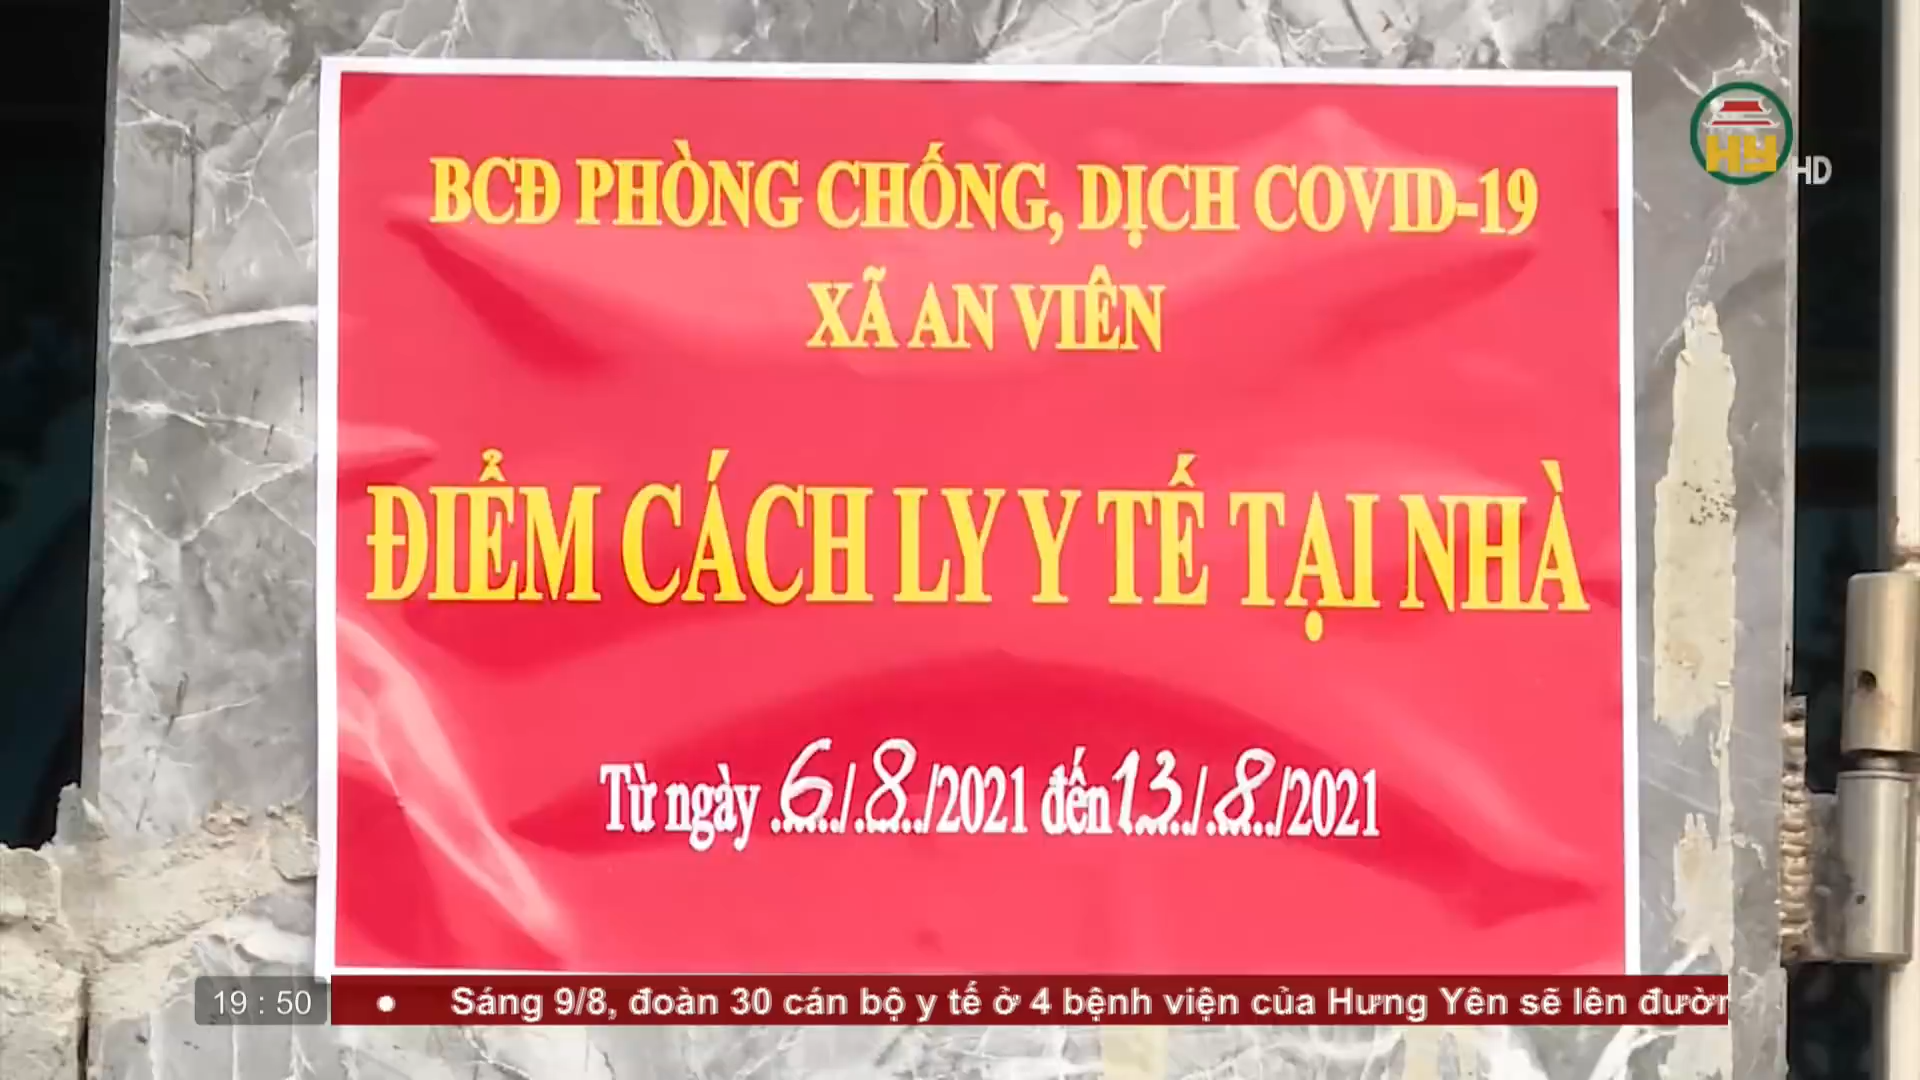 BCĐ PHÒNG CHỐNG, DỊCH COVID-19
XÃ AN VIÊN
ĐIỂM CÁCH LY Y TẾ TẠI NHÀ
Từ ngày 6/8/2021 đến 13/8/2021
HY HD
19 : 50 • Sáng 9/8, đoàn 30 cán bộ y tế ở 4 bệnh viện của Hưng Yên sẽ lên